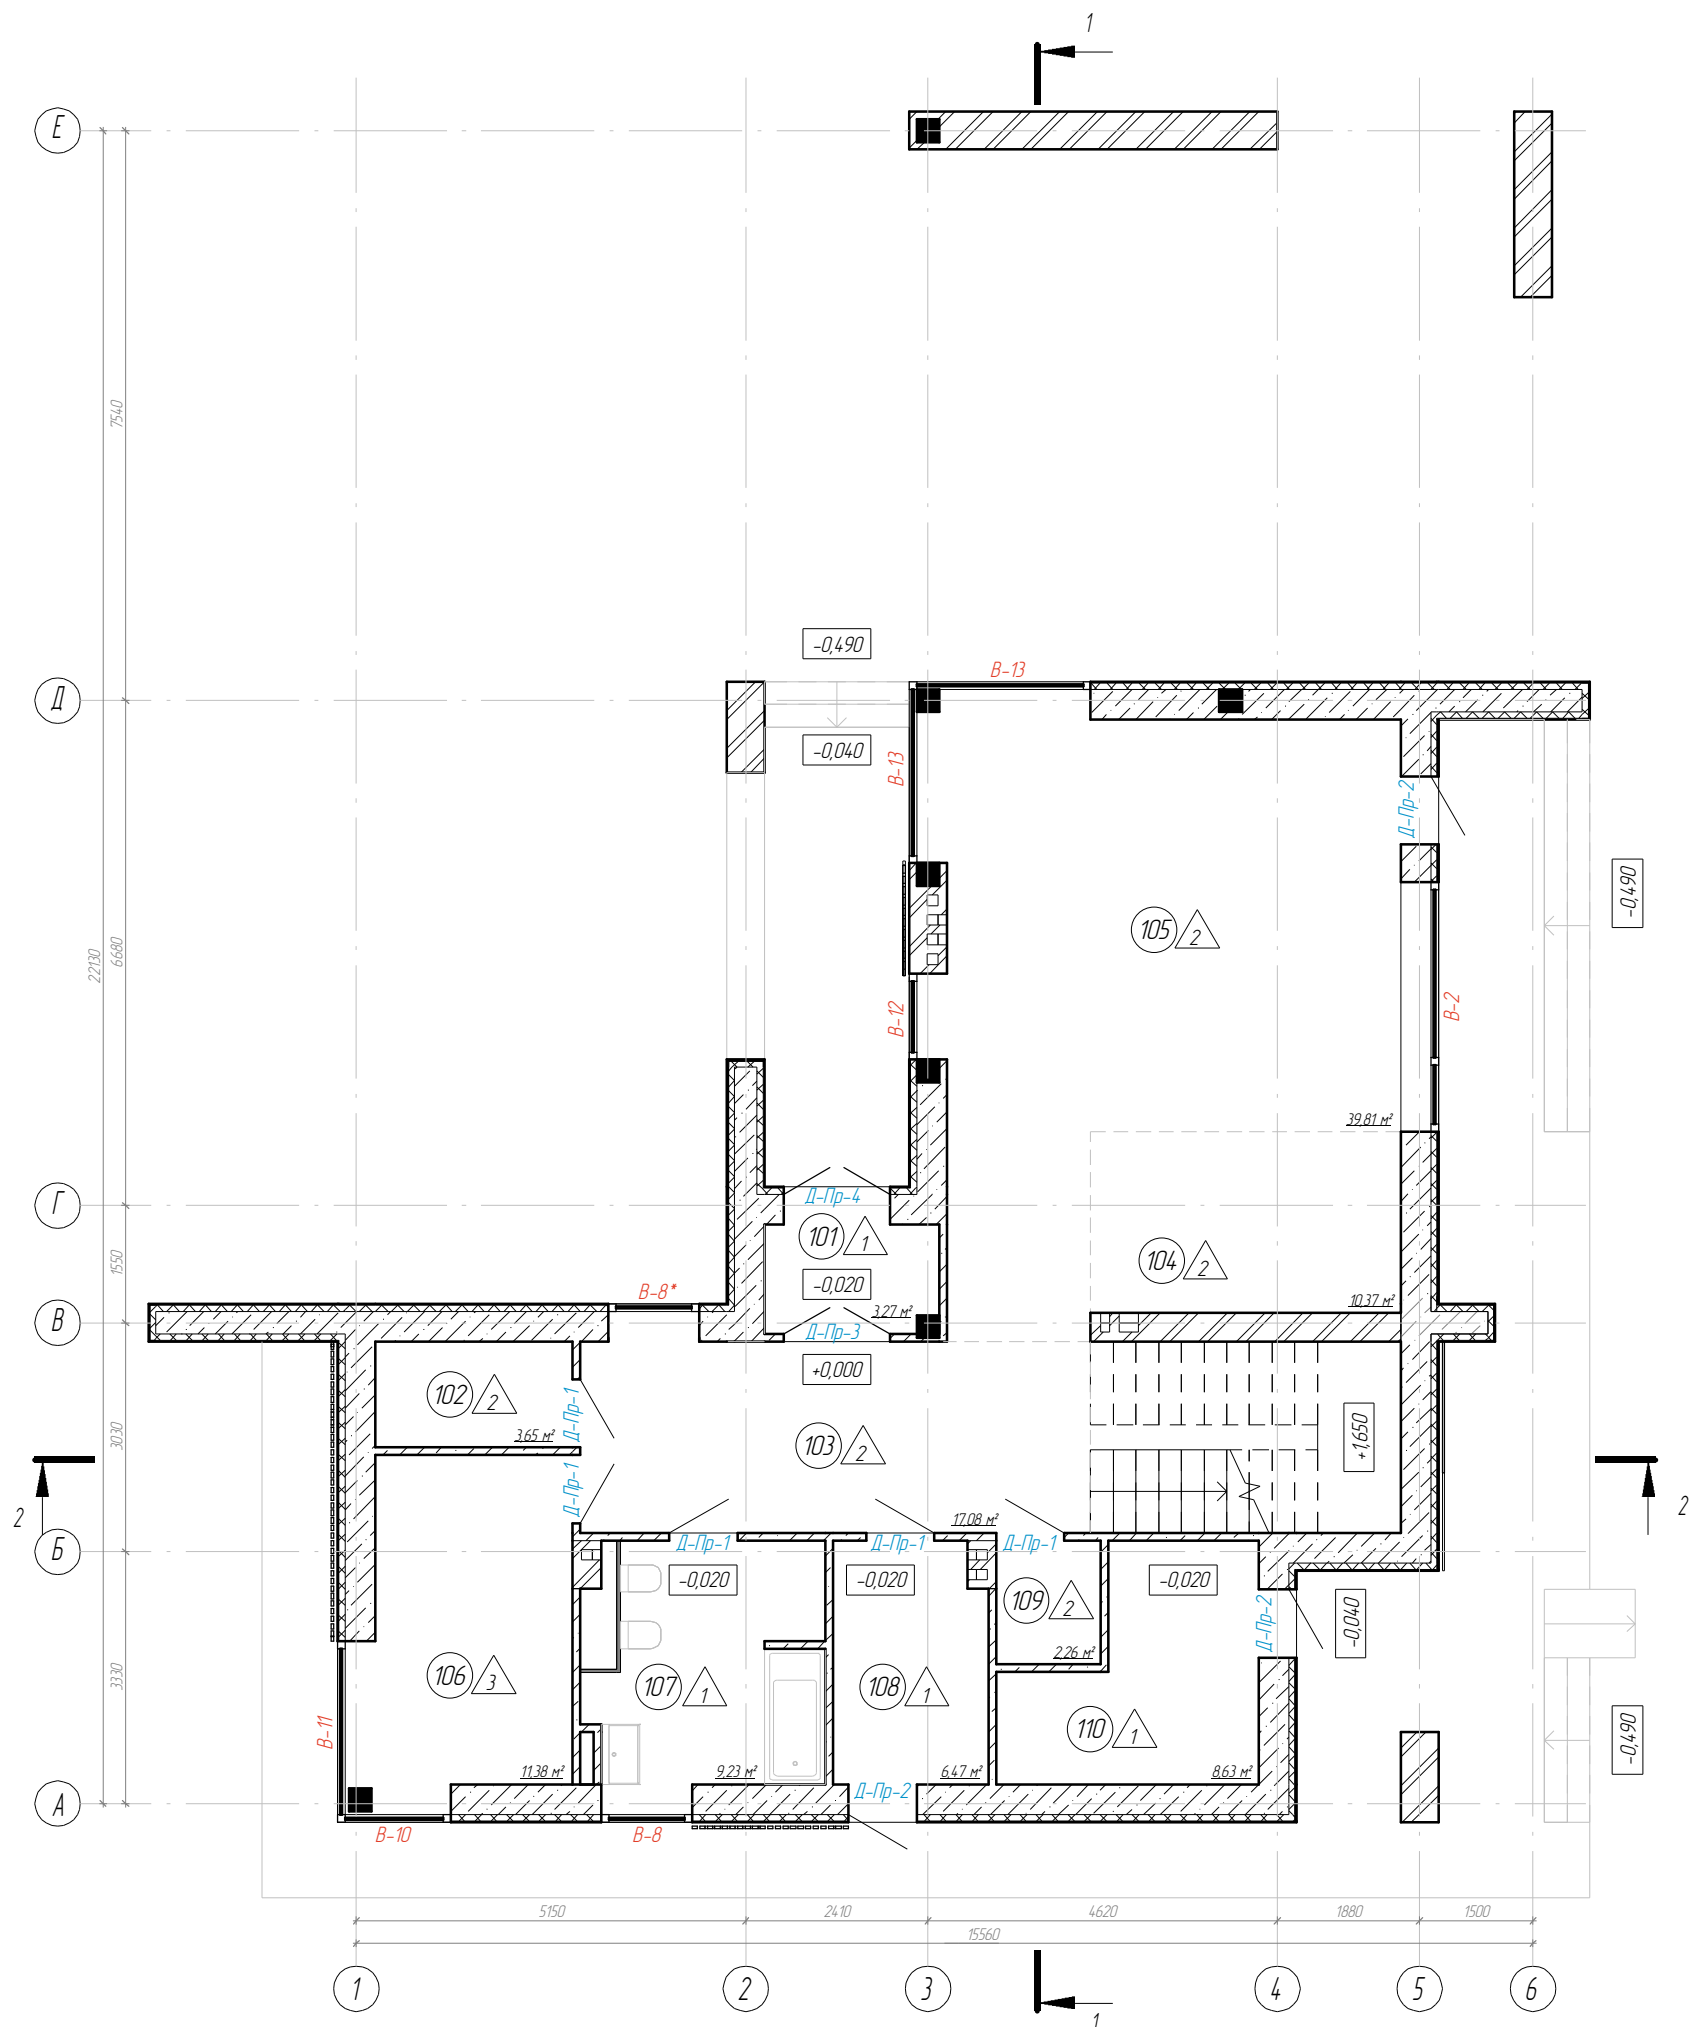 1
Е
7540
-0,490
В-13
Д
-0,040
В-13
Д-Пр-2
-0,490
105
2
22130
6680
В-12
В-2
39,81 м²
Д-Пр-4
Г
101
1
104
2
1550
-0,020
В-8*
3,27 м²
10,37 м²
В
Д-Пр-3
+0,000
102
2
Д-Пр-1
3,65 м²
3030
103
2
+1,650
Д-Пр-1
2
2
17,08 м²
Б
Д-Пр-1
Д-Пр-1
Д-Пр-1
-0,020
-0,020
-0,020
109
2
Д-Пр-2
-0,040
2,26 м²
3330
106
3
107
1
108
1
110
1
В-11
-0,490
11,38 м²
9,23 м²
6,47 м²
8,63 м²
Д-Пр-2
А
В-10
В-8
5150
2410
4620
1880
1500
15560
1
2
3
4
5
6
1